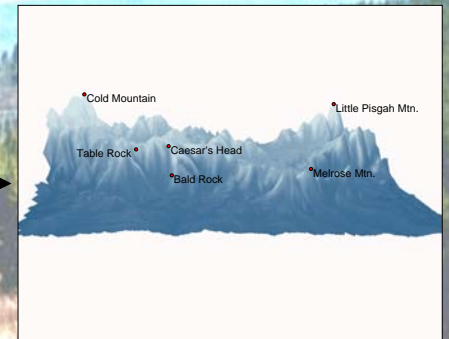 Cold Mountain
Little Pisgah Mtn.
Table Rock
Caesar's Head
Bald Rock
Melrose Mtn.